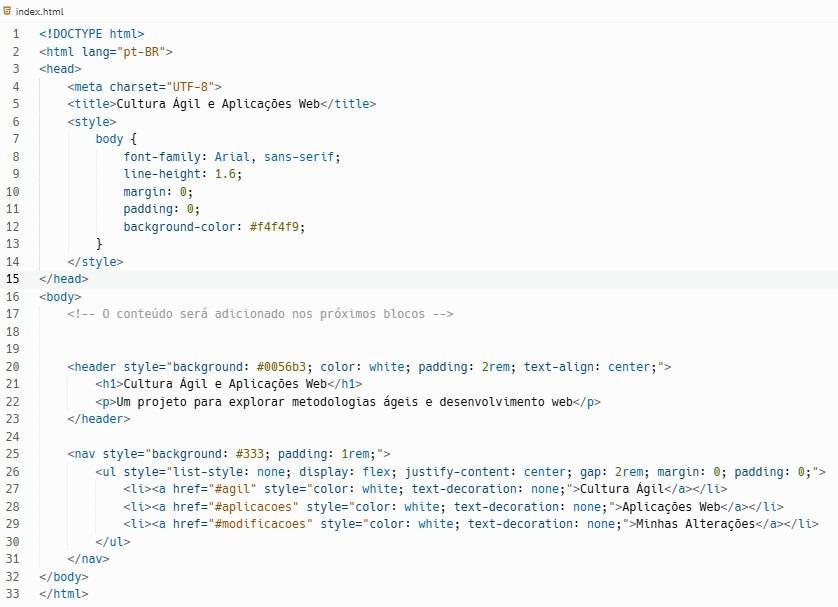 index.html
1 <!DOCTYPE html>
2 <html lang="pt-BR">
3 <head>
4     <meta charset="UTF-8">
5     <title>Cultura Ágil e Aplicações Web</title>
6     <style>
7         body {
8             font-family: Arial, sans-serif;
9             line-height: 1.6;
10             margin: 0;
11             padding: 0;
12             background-color: #f4f4f9;
13         }
14     </style>
15 </head>
16 <body>
17     <!-- O conteúdo será adicionado nos próximos blocos -->
18
19
20     <header style="background: #0056b3; color: white; padding: 2rem; text-align: center;">
21         <h1>Cultura Ágil e Aplicações Web</h1>
22         <p>Um projeto para explorar metodologias ágeis e desenvolvimento web</p>
23     </header>
24
25     <nav style="background: #333; padding: 1rem;">
26         <ul style="list-style: none; display: flex; justify-content: center; gap: 2rem; margin: 0; padding: 0;">
27             <li><a href="#agil" style="color: white; text-decoration: none;">Cultura Ágil</a></li>
28             <li><a href="#aplicacoes" style="color: white; text-decoration: none;">Aplicações Web</a></li>
29             <li><a href="#modificacoes" style="color: white; text-decoration: none;">Minhas Alterações</a></li>
30         </ul>
31     </nav>
32 </body>
33 </html>